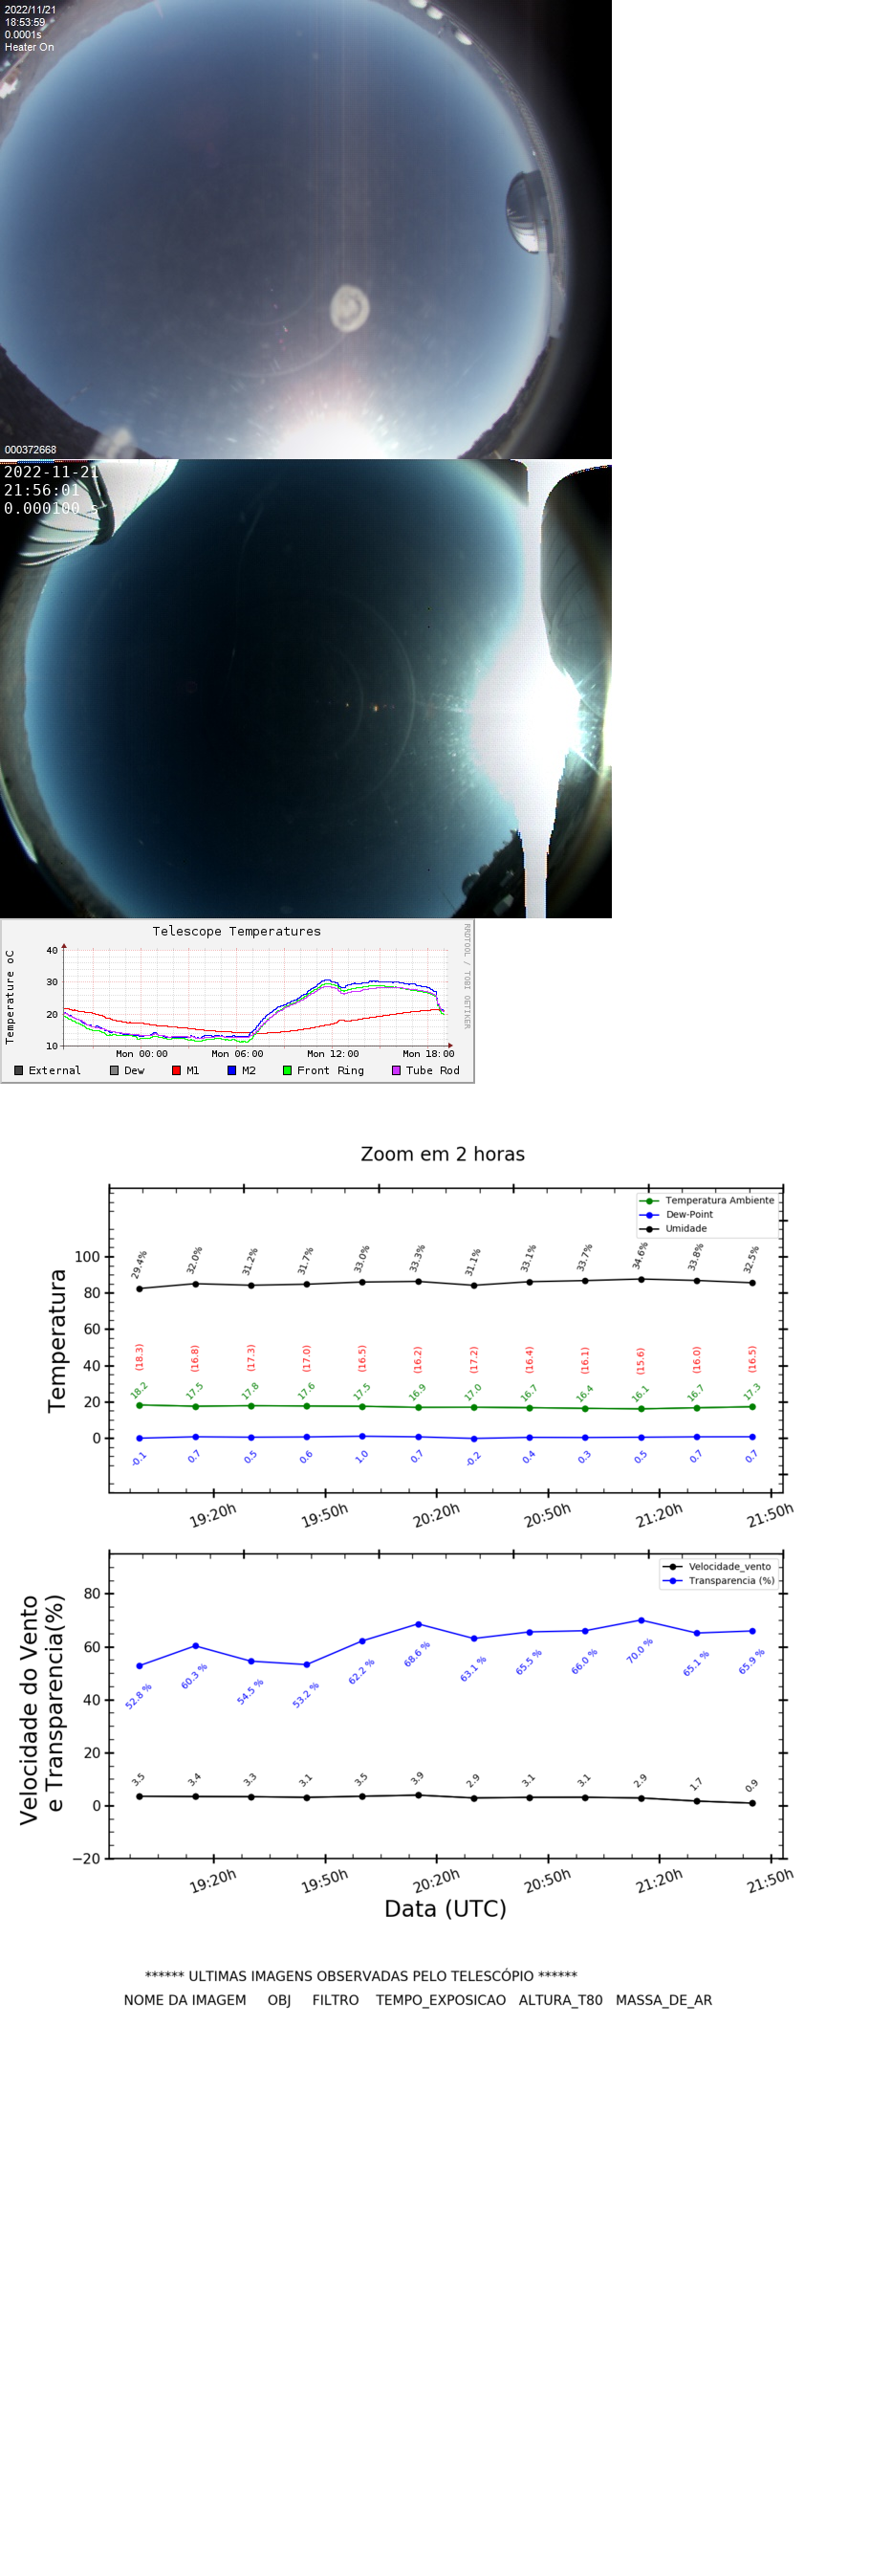 2022/11/21
18:53:59
0.0001s
Heater On
000372668
2022-11-21
21:56:01
0.000100 s
Telescope Temperatures
RRDTOOL / TOBI OETIKER
Temperature oC
40
30
20
10
Mon 00:00 Mon 06:00 Mon 12:00 Mon 18:00
External Dew M1 M2 Front Ring Tube Rod
Zoom em 2 horas
Temperatura Ambiente
Dew-Point
Umidade
Temperatura
100
80
60
40
20
0
29.4% 32.0% 31.2% 31.7% 33.0% 33.3% 31.1% 33.1% 33.7% 34.6% 33.8% 32.5%
(18.3) (16.8) (17.3) (17.0) (16.5) (16.2) (17.2) (16.4) (16.1) (15.6) (16.0) (16.5)
18.2 17.5 17.8 17.6 17.5 16.9 17.0 16.7 16.4 16.1 16.7 17.3
-0.1 0.7 0.5 0.6 1.0 0.7 -0.2 0.4 0.3 0.5 0.7 0.7
19:20h 19:50h 20:20h 20:50h 21:20h 21:50h
Velocidade_vento
Transparencia (%)
Velocidade do Vento
e Transparencia(%)
80
60
40
20
0
−20
52.8 % 60.3 % 54.5 % 53.2 % 62.2 % 68.6 % 63.1 % 65.5 % 66.0 % 70.0 % 65.1 % 65.9 %
3.5 3.4 3.3 3.1 3.5 3.9 2.9 3.1 3.1 2.9 1.7 0.9
19:20h 19:50h 20:20h 20:50h 21:20h 21:50h
Data (UTC)
****** ULTIMAS IMAGENS OBSERVADAS PELO TELESCÓPIO ******
NOME DA IMAGEM OBJ FILTRO TEMPO_EXPOSICAO ALTURA_T80 MASSA_DE_AR